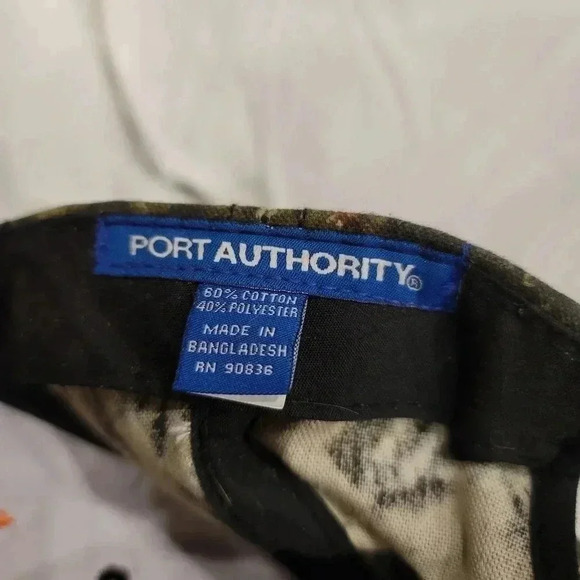 PORT AUTHORITY®
60% COTTON
40% POLYESTER
MADE IN
BANGLADESH
RN 90836